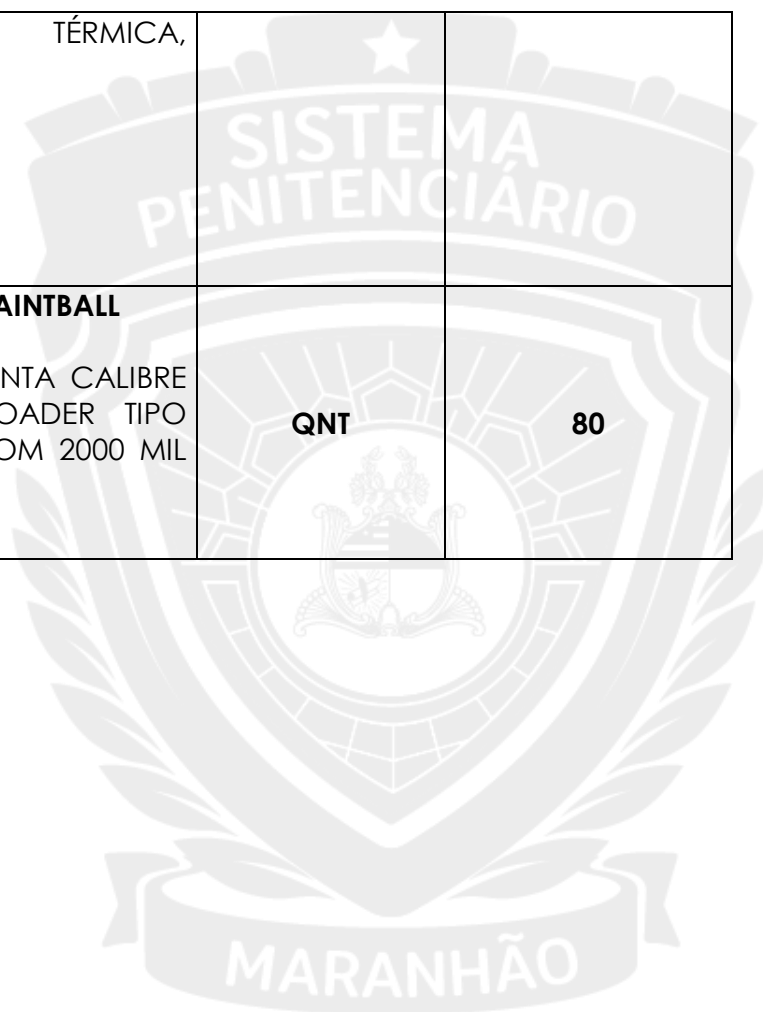 TÉRMICA,
SISTEMA
PENITENCIÁRIO
AINTBALL
NTA CALIBRE
OADER TIPO
OM 2000 MIL
QNT
80
MARANHÃO